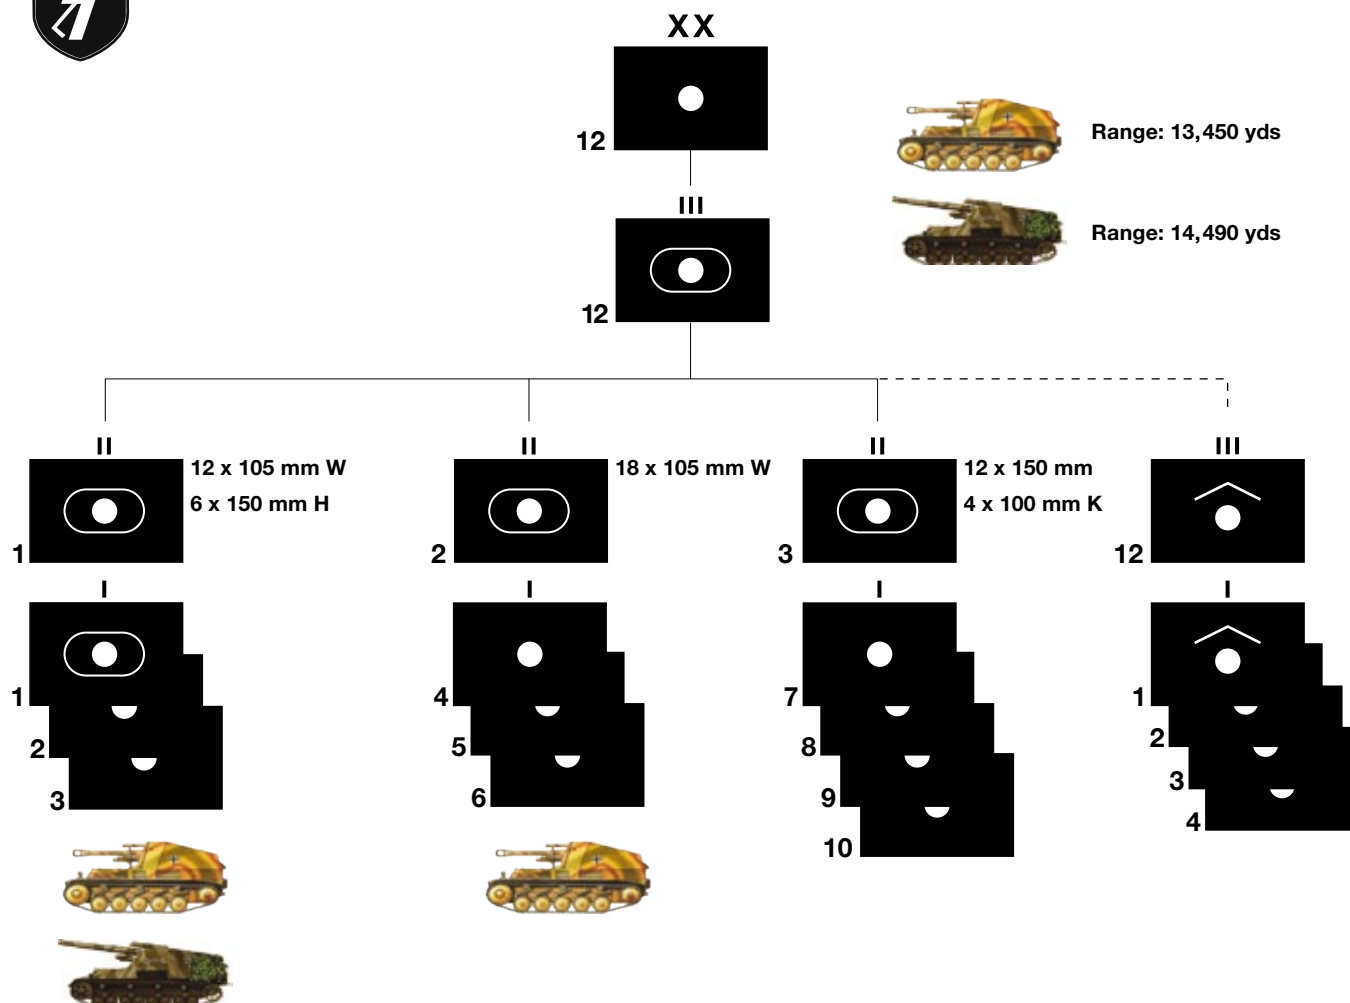 XX
12
Range: 13,450 yds
III
Range: 14,490 yds
12
II
12 x 105 mm W
6 x 150 mm H
1
II
18 x 105 mm W
2
II
12 x 150 mm
4 x 100 mm K
3
III
12
I
1
2
3
I
4
5
6
I
7
8
9
10
I
1
2
3
4